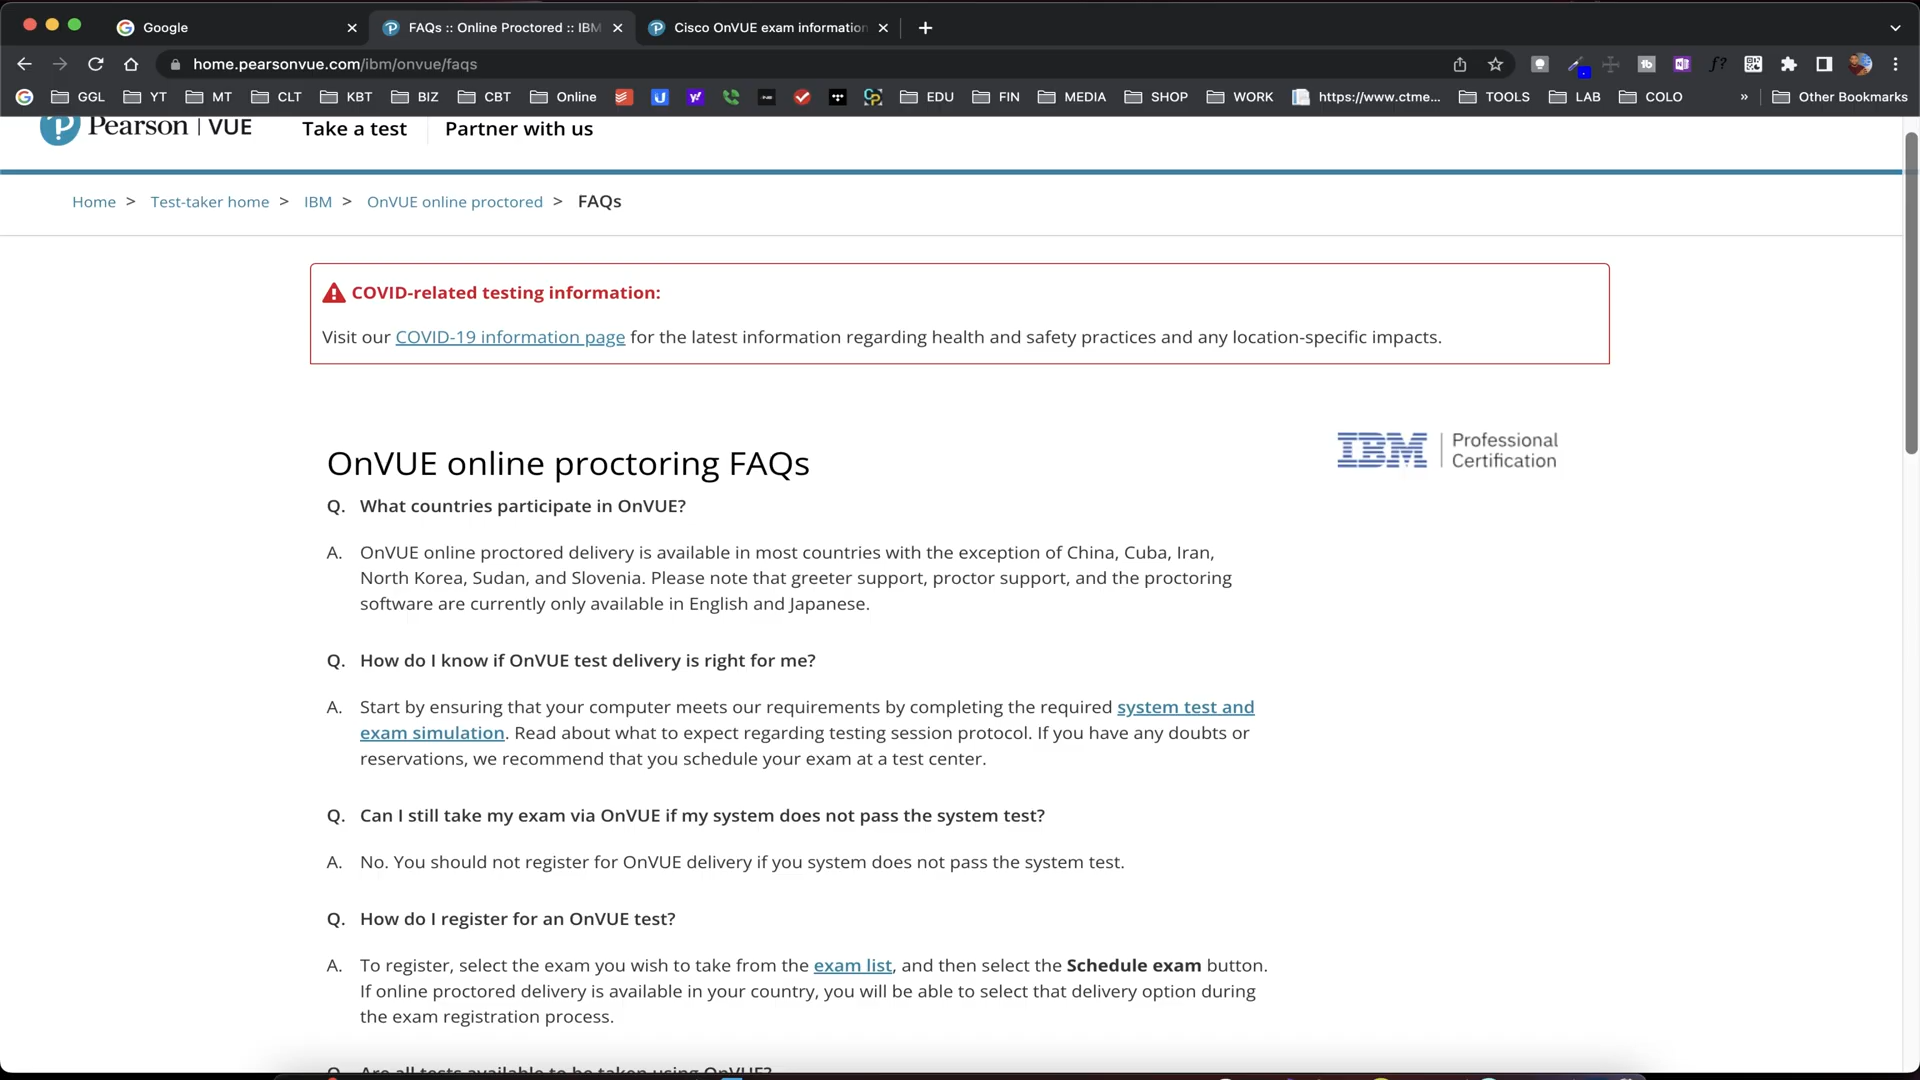 Google
FAQs :: Online Proctored :: IBM
Cisco OnVUE exam information
home.pearsonvue.com/ibm/onvue/faqs
GGL YT MT CLT KBT BIZ CBT Online EDU FIN MEDIA SHOP WORK https://www.ctme... TOOLS LAB COLO » Other Bookmarks
Pearson | VUE Take a test Partner with us
Home > Test-taker home > IBM > OnVUE online proctored > FAQs
COVID-related testing information:
Visit our COVID-19 information page for the latest information regarding health and safety practices and any location-specific impacts.
IBM Professional Certification
OnVUE online proctoring FAQs
Q. What countries participate in OnVUE?
A. OnVUE online proctored delivery is available in most countries with the exception of China, Cuba, Iran,
North Korea, Sudan, and Slovenia. Please note that greeter support, proctor support, and the proctoring
software are currently only available in English and Japanese.
Q. How do I know if OnVUE test delivery is right for me?
A. Start by ensuring that your computer meets our requirements by completing the required system test and
exam simulation. Read about what to expect regarding testing session protocol. If you have any doubts or
reservations, we recommend that you schedule your exam at a test center.
Q. Can I still take my exam via OnVUE if my system does not pass the system test?
A. No. You should not register for OnVUE delivery if you system does not pass the system test.
Q. How do I register for an OnVUE test?
A. To register, select the exam you wish to take from the exam list, and then select the Schedule exam button.
If online proctored delivery is available in your country, you will be able to select that delivery option during
the exam registration process.
Q. Are all tests available to be taken using OnVUE?